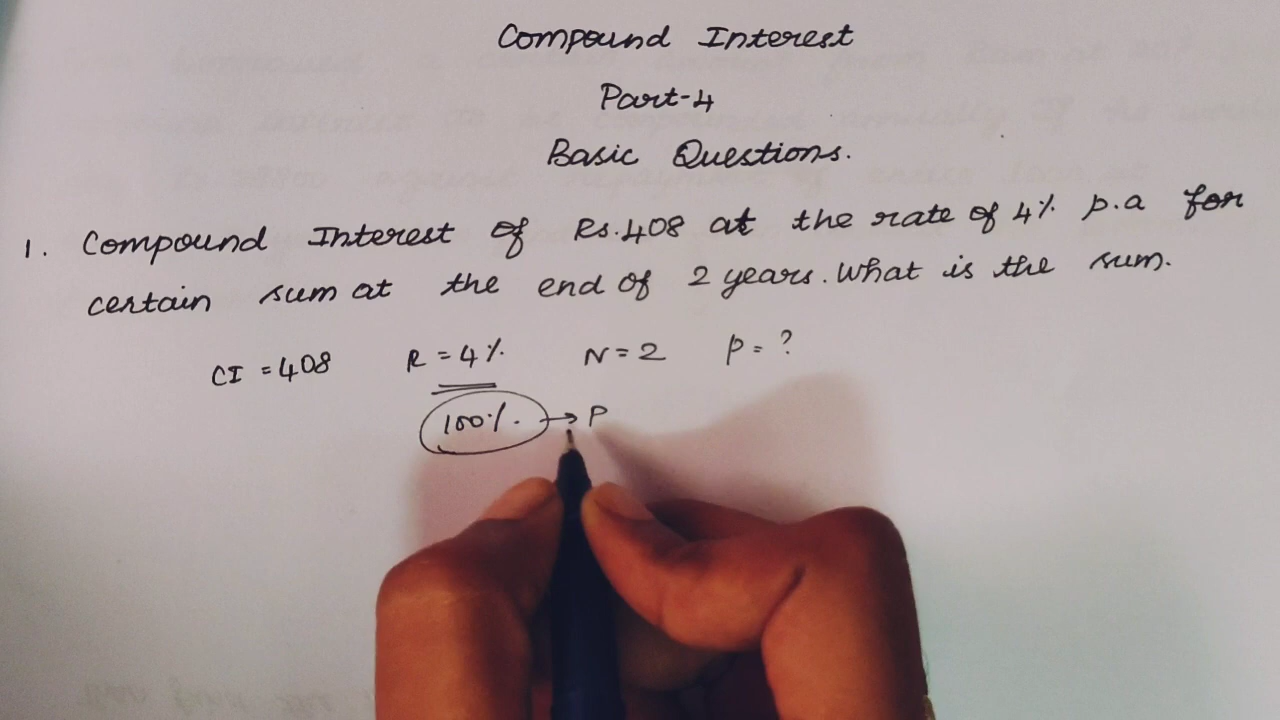 Compound Interest
Part-4
Basic Questions.
1. Compound Interest of Rs.408 at the rate of 4% p.a for
certain sum at the end of 2 years. What is the sum.
CI = 408 R = 4% N = 2 P = ?
100% → P